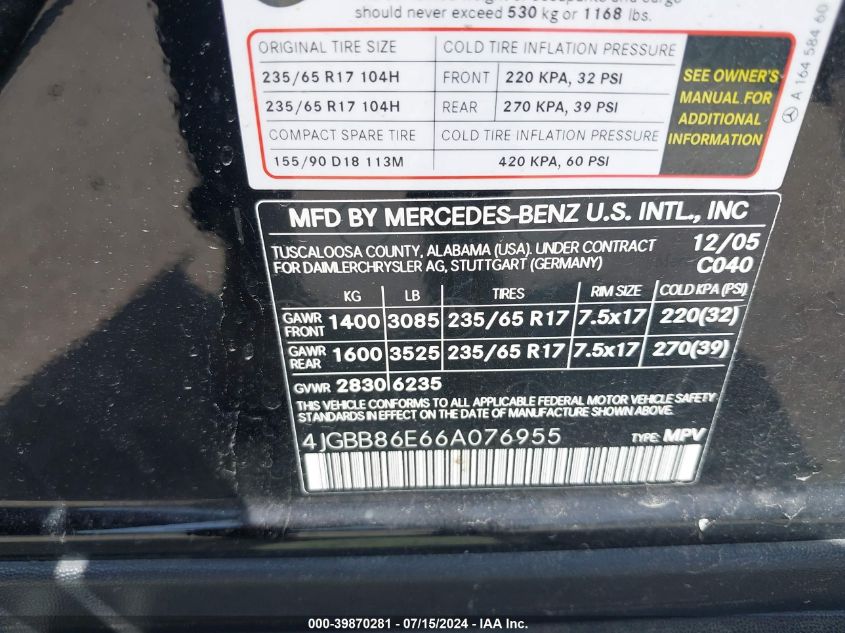 should never exceed 530 kg or 1168 lbs.
ORIGINAL TIRE SIZE COLD TIRE INFLATION PRESSURE
235/65 R17 104H FRONT 220 KPA, 32 PSI
235/65 R17 104H REAR 270 KPA, 39 PSI
COMPACT SPARE TIRE COLD TIRE INFLATION PRESSURE
155/90 D18 113M 420 KPA, 60 PSI
SEE OWNER'S
MANUAL FOR
ADDITIONAL
INFORMATION
A 164 584 60
MFD BY MERCEDES-BENZ U.S. INTL., INC
TUSCALOOSA COUNTY, ALABAMA (USA). UNDER CONTRACT 12/05
FOR DAIMLERCHRYSLER AG, STUTTGART (GERMANY) C040
KG LB TIRES RIM SIZE COLD KPA (PSI)
GAWR FRONT 1400 3085 235/65 R17 7.5x17 220(32)
GAWR REAR 1600 3525 235/65 R17 7.5x17 270(39)
GVWR 2830 6235
THIS VEHICLE CONFORMS TO ALL APPLICABLE FEDERAL MOTOR VEHICLE SAFETY
STANDARDS IN EFFECT ON THE DATE OF MANUFACTURE SHOWN ABOVE.
4JGBB86E66A076955 TYPE: MPV
000-39870281 - 07/15/2024 - IAA Inc.